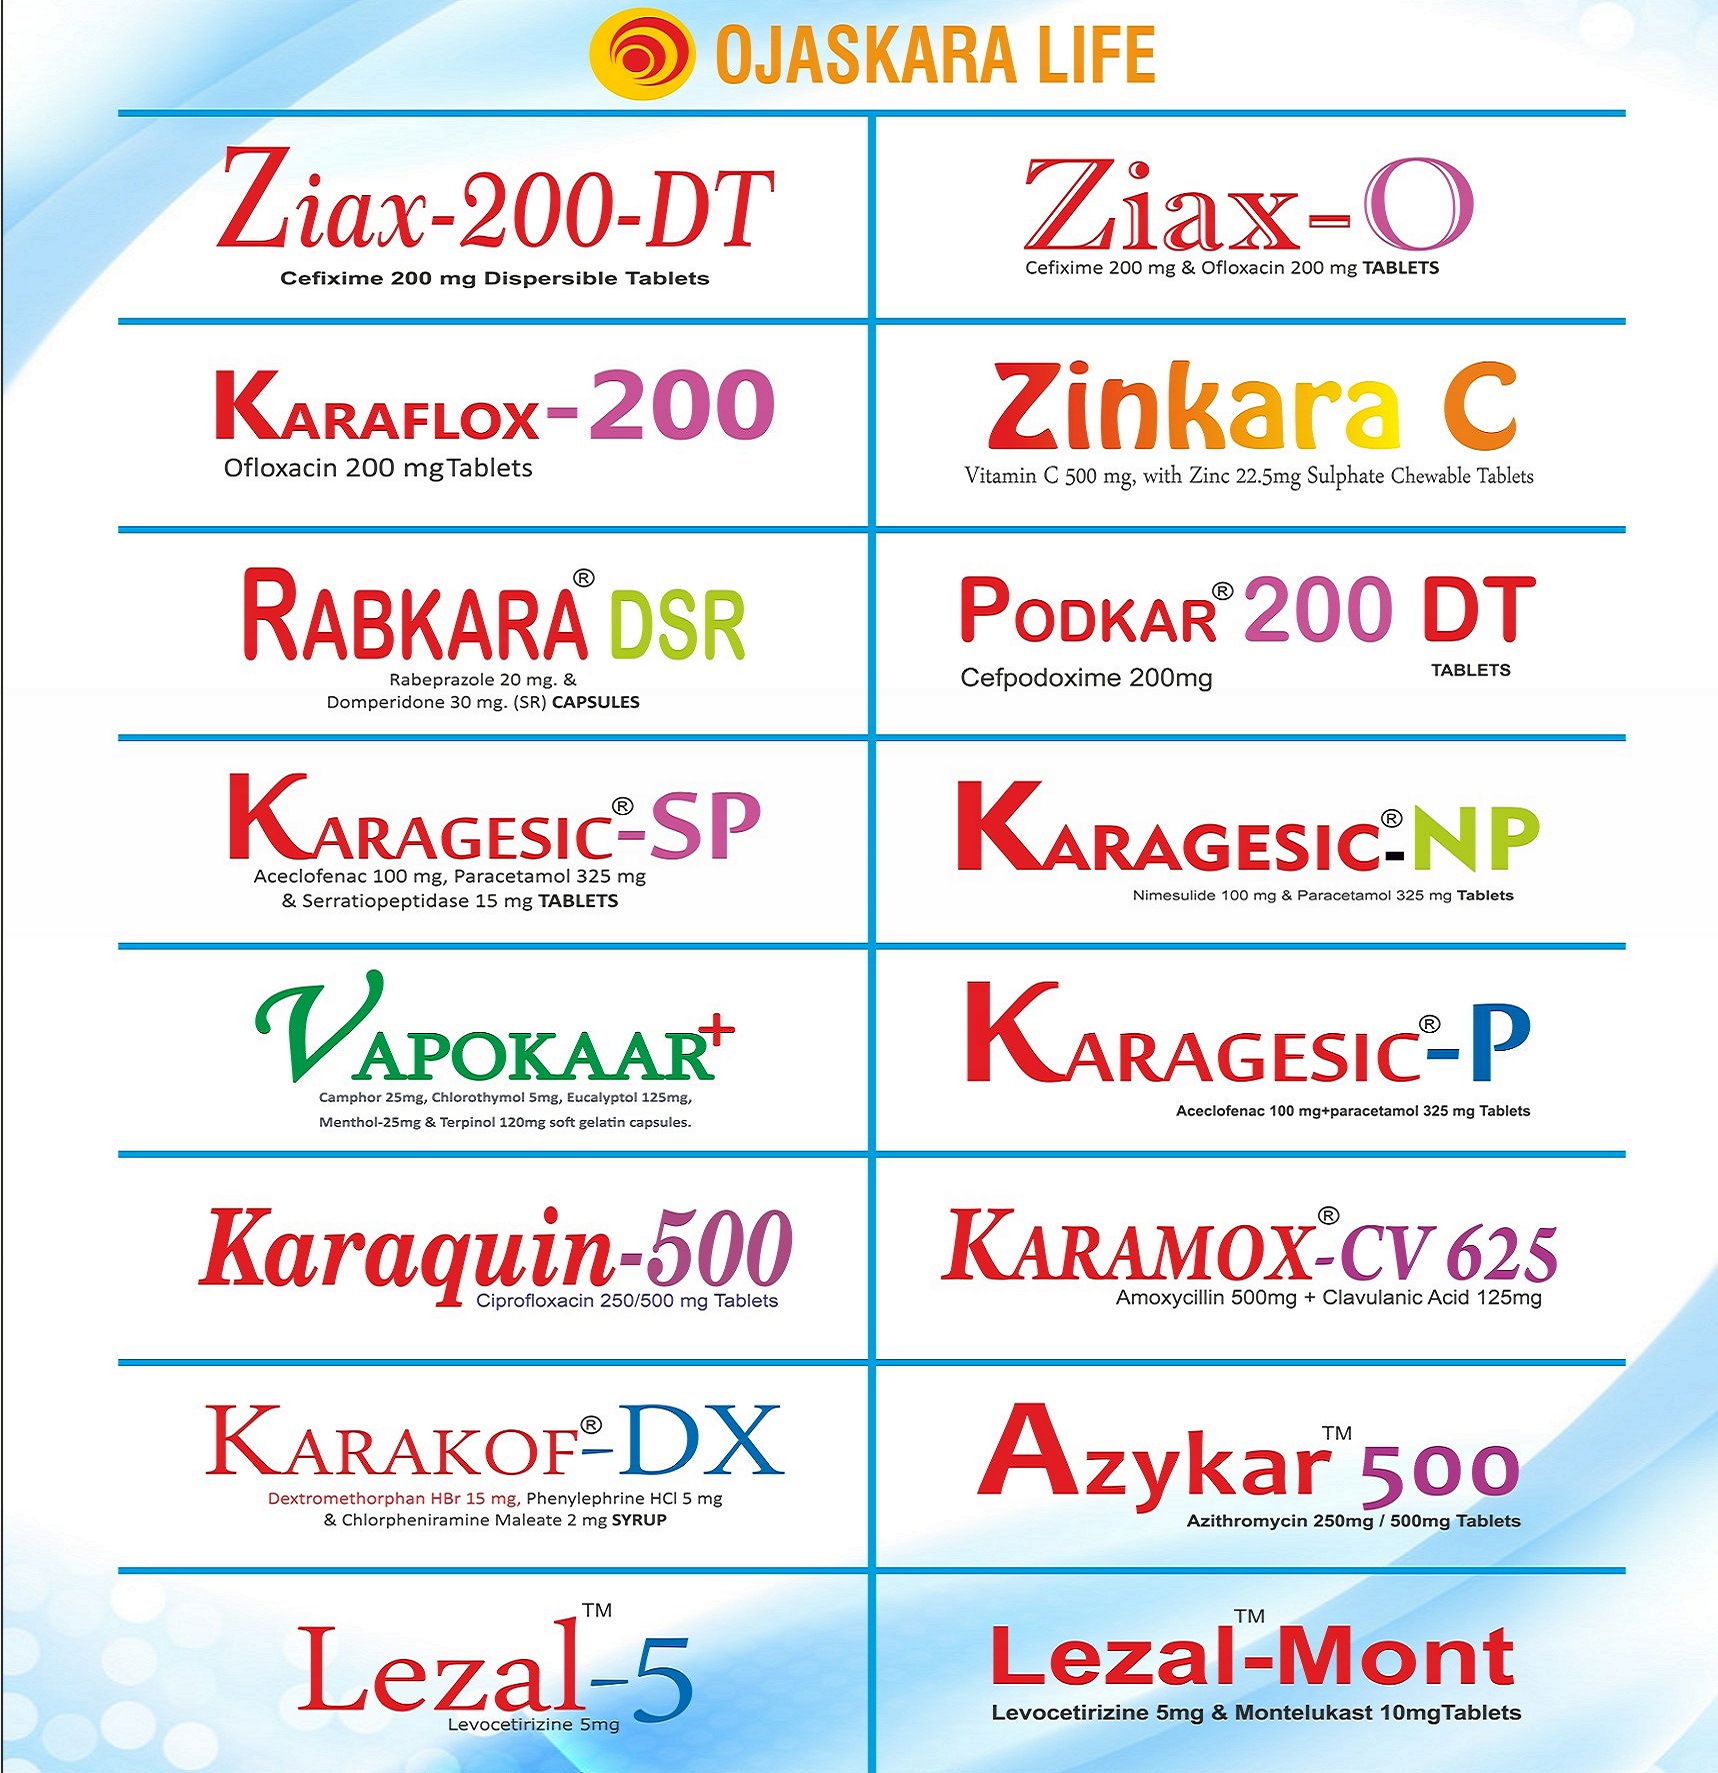 OJASKARA LIFE
Ziax-200-DT
Cefixime 200 mg Dispersible Tablets
Ziax-O
Cefixime 200 mg & Ofloxacin 200 mg TABLETS
KARAFLOX-200
Ofloxacin 200 mgTablets
Zinkara C
Vitamin C 500 mg, with Zinc 22.5mg Sulphate Chewable Tablets
RABKARA® DSR
Rabeprazole 20 mg. &
Domperidone 30 mg. (SR) CAPSULES
PODKAR® 200 DT
Cefpodoxime 200mg
TABLETS
KARAGESIC®-SP
Aceclofenac 100 mg, Paracetamol 325 mg
& Serratiopeptidase 15 mg TABLETS
KARAGESIC®-NP
Nimesulide 100 mg & Paracetamol 325 mg Tablets
VAPOKAAR+
Camphor 25mg, Chlorothymol 5mg, Eucalyptol 125mg,
Menthol-25mg & Terpinol 120mg soft gelatin capsules.
KARAGESIC®-P
Aceclofenac 100 mg+paracetamol 325 mg Tablets
Karaquin-500
Ciprofloxacin 250/500 mg Tablets
KARAMOX®-CV 625
Amoxycillin 500mg + Clavulanic Acid 125mg
KARAKOF®-DX
Dextromethorphan HBr 15 mg, Phenylephrine HCl 5 mg
& Chlorpheniramine Maleate 2 mg SYRUP
Azykar™ 500
Azithromycin 250mg / 500mg Tablets
Lezal™-5
Levocetirizine 5mg
Lezal™-Mont
Levocetirizine 5mg & Montelukast 10mgTablets